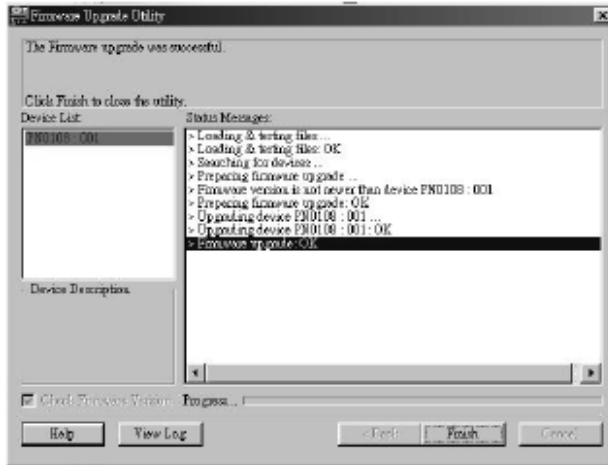 Firmware Upgrade Utility
The Firmware upgrade was successful.
Click Finish to close the utility.
Device List:
PN0108 : 001
Status Messages:
> Loading & testing files ...
> Loading & testing files: OK
> Searching for devices ...
> Preparing firmware upgrade ...
> Firmware version is not newer than device PN0108 : 001
> Preparing firmware upgrade: OK
> Upgrading device PN0108 : 001 ...
> Upgrading device PN0108 : 001: OK
> Firmware upgrade: OK
Device Description
Check Firmware Version
Progress...
Help
View Log
< Back
Finish
Cancel